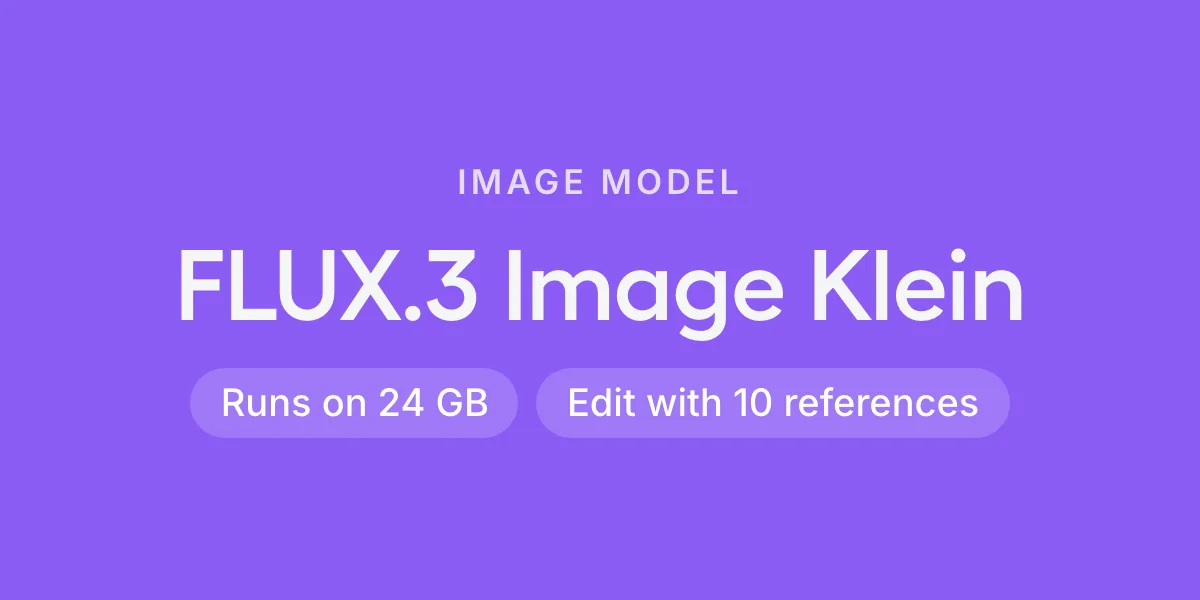 IMAGE MODEL
FLUX.3 Image Klein
Runs on 24 GB
Edit with 10 references